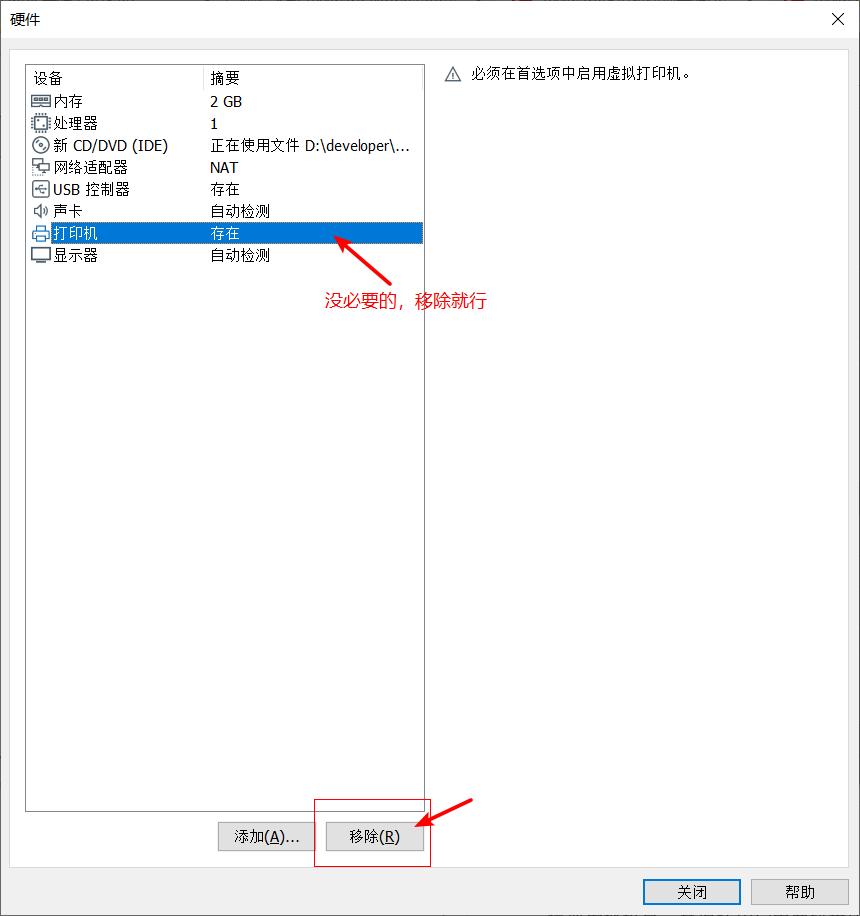 硬件
设备 摘要
内存 2 GB
处理器 1
新 CD/DVD (IDE) 正在使用文件 D:\developer\...
网络适配器 NAT
USB 控制器 存在
声卡 自动检测
打印机 存在
显示器 自动检测
必须在首选项中启用虚拟打印机。
没必要的，移除就行
添加(A)... 移除(R)
关闭 帮助